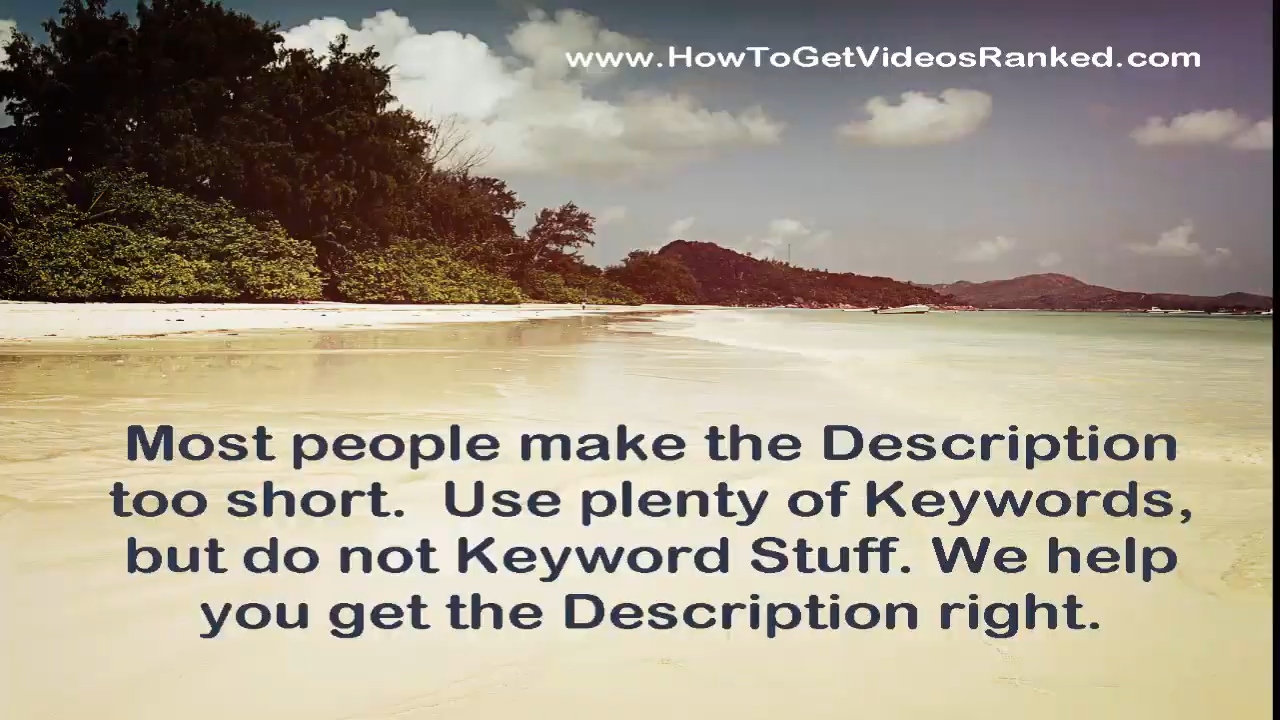 www.HowToGetVideosRanked.com
Most people make the Description
too short.  Use plenty of Keywords,
but do not Keyword Stuff. We help
you get the Description right.